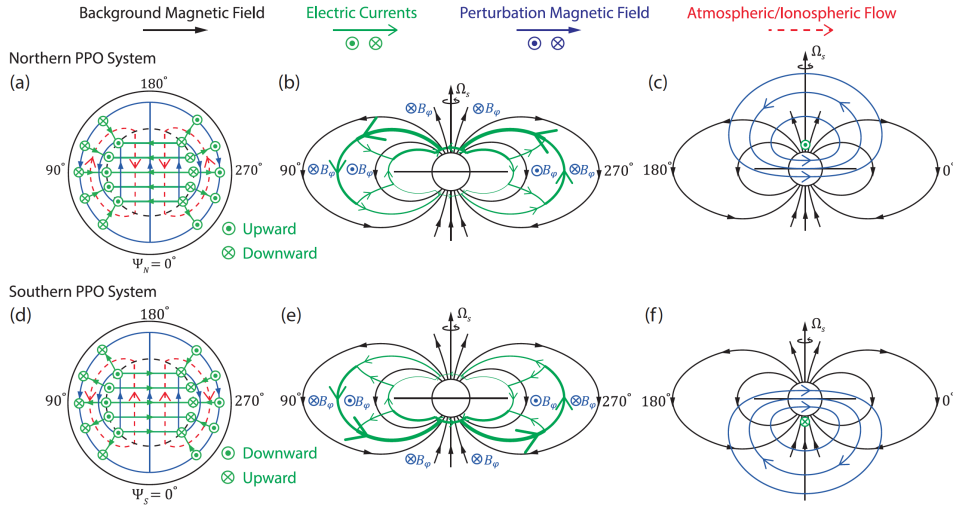 Background Magnetic Field Electric Currents Perturbation Magnetic Field Atmospheric/Ionospheric Flow
Northern PPO System
(a) 180° (b) Ω_s (c) Ω_s
⊗B_φ ⊗B_φ
90° 270° 90° ⊗B_φ ⊙B_φ ⊙B_φ ⊗B_φ 270° 180° 0°
Upward
Downward
Ψ_N = 0°
Southern PPO System
(d) 180° (e) Ω_s (f) Ω_s
90° 270° 90° ⊗B_φ ⊙B_φ ⊙B_φ ⊗B_φ 270° 180° 0°
Downward
⊗B_φ ⊗B_φ
Upward
Ψ_S = 0°